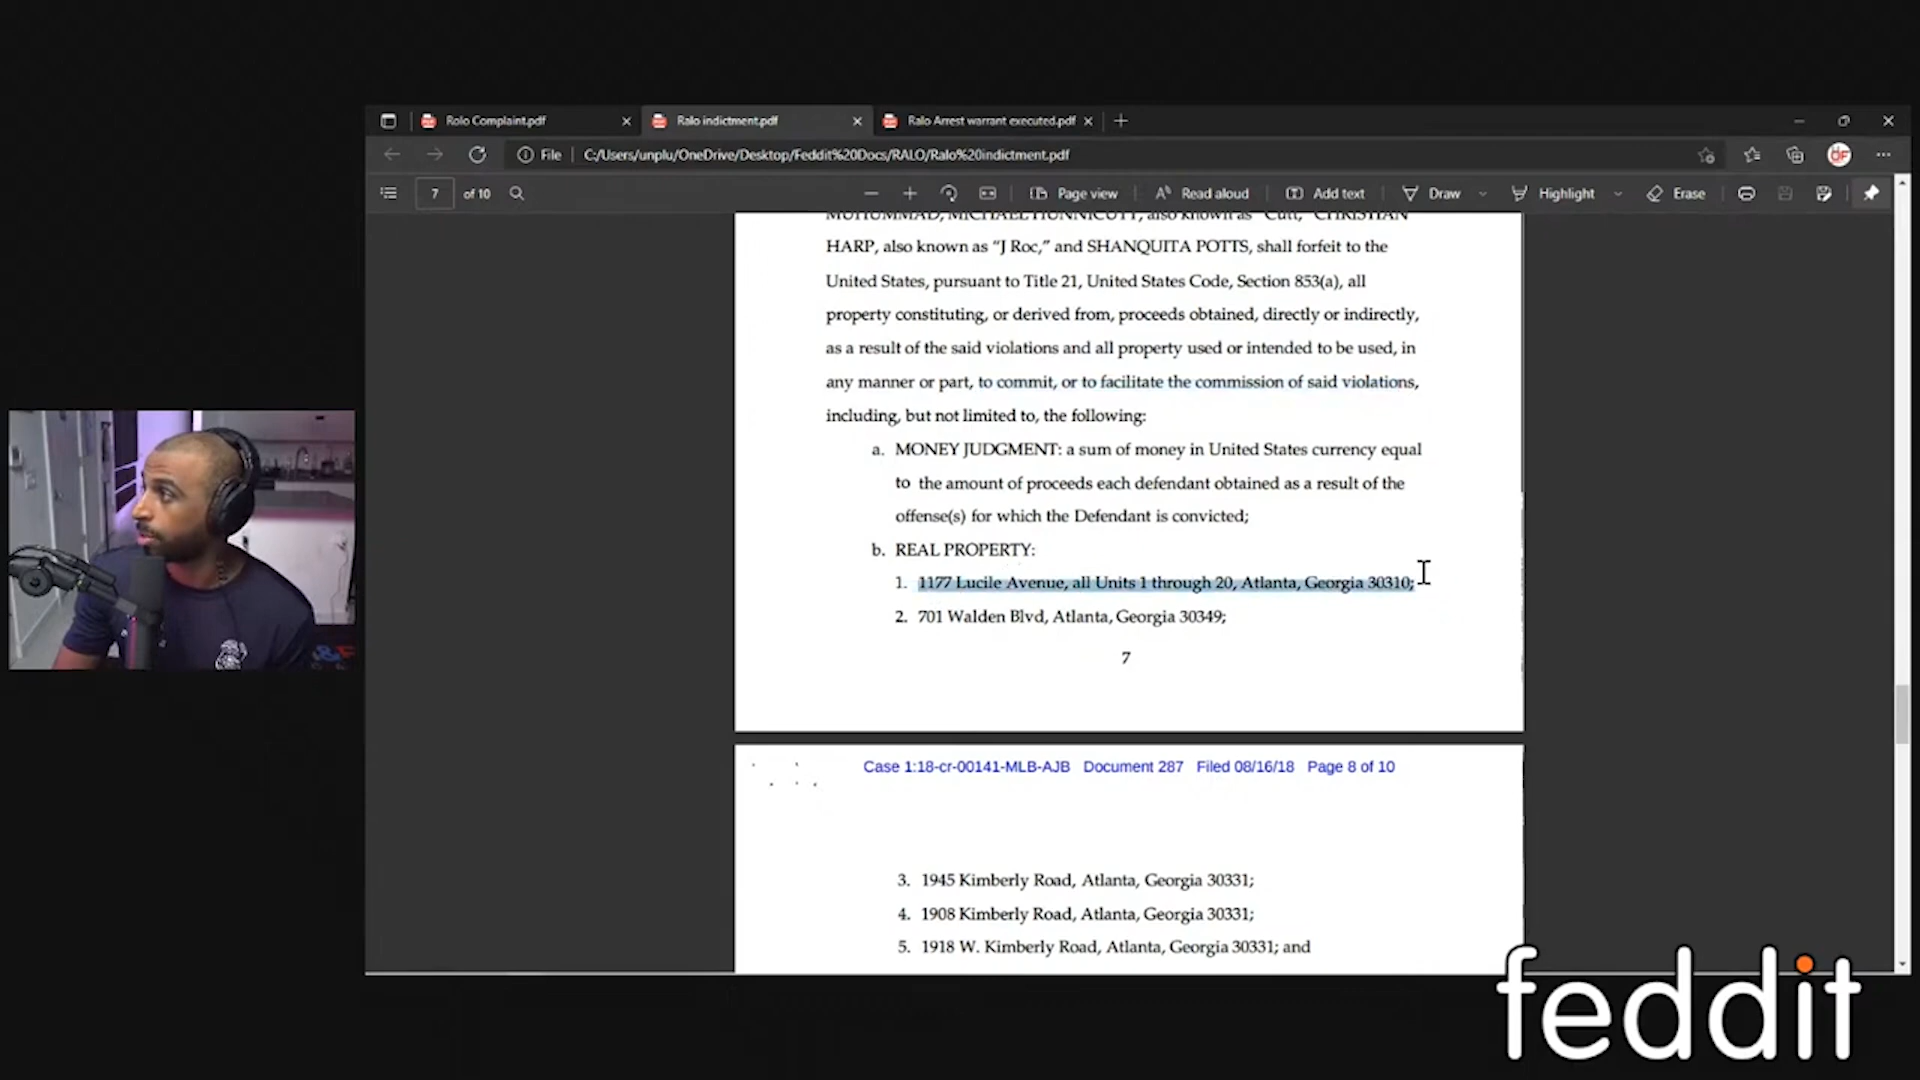 Rolo Complaint.pdf
Ralo indictment.pdf
Ralo Arrest warrant executed.pdf
File
C:/Users/unplu/OneDrive/Desktop/Feddit%20Docs/RALO/Ralo%20indictment.pdf
7 of 10
Page view
Read aloud
Add text
Draw
Highlight
Erase
MUHUMMAD, MICHAEL HUNNICUTT, also known as "Cutt," CHRISTIAN
HARP, also known as "J Roc," and SHANQUITA POTTS, shall forfeit to the
United States, pursuant to Title 21, United States Code, Section 853(a), all
property constituting, or derived from, proceeds obtained, directly or indirectly,
as a result of the said violations and all property used or intended to be used, in
any manner or part, to commit, or to facilitate the commission of said violations,
including, but not limited to, the following:
a. MONEY JUDGMENT: a sum of money in United States currency equal
to the amount of proceeds each defendant obtained as a result of the
offense(s) for which the Defendant is convicted;
b. REAL PROPERTY:
1. 1177 Lucile Avenue, all Units 1 through 20, Atlanta, Georgia 30310;
2. 701 Walden Blvd, Atlanta, Georgia 30349;
7
Case 1:18-cr-00141-MLB-AJB Document 287 Filed 08/16/18 Page 8 of 10
3. 1945 Kimberly Road, Atlanta, Georgia 30331;
4. 1908 Kimberly Road, Atlanta, Georgia 30331;
5. 1918 W. Kimberly Road, Atlanta, Georgia 30331; and
feddit